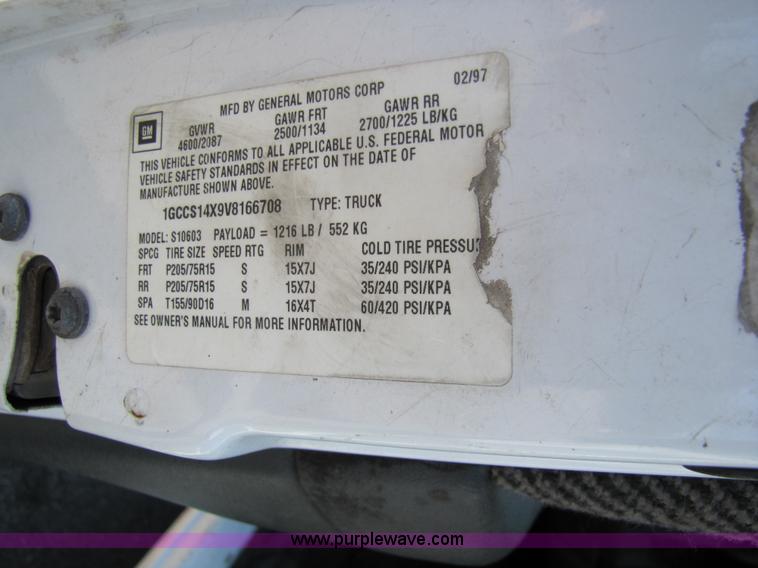 02/97
MFD BY GENERAL MOTORS CORP
GM GVWR GAWR FRT GAWR RR
4600/2087 2500/1134 2700/1225 LB/KG
THIS VEHICLE CONFORMS TO ALL APPLICABLE U.S. FEDERAL MOTOR
VEHICLE SAFETY STANDARDS IN EFFECT ON THE DATE OF
MANUFACTURE SHOWN ABOVE.
1GCCS14X9V8166708 TYPE: TRUCK
MODEL: S10603 PAYLOAD = 1216 LB/ 552 KG
SPCG TIRE SIZE SPEED RTG RIM COLD TIRE PRESSU
FRT P205/75R15 S 15X7J 35/240 PSI/KPA
RR P205/75R15 S 15X7J 35/240 PSI/KPA
SPA T155/90D16 M 16X4T 60/420 PSI/KPA
SEE OWNER'S MANUAL FOR MORE INFORMATION.
www.purplewave.com